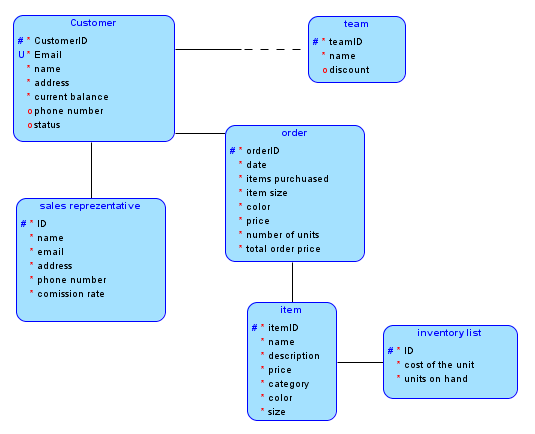 Customer
# * CustomerID
U * Email
* name
* address
* current balance
o phone number
o status
team
# * teamID
* name
o discount
order
# * orderID
* date
* items purchuased
* item size
* color
* price
* number of units
* total order price
sales reprezentative
# * ID
* name
* email
* address
* phone number
* comission rate
item
# * itemID
* name
* description
* price
* category
* color
* size
inventory list
# * ID
* cost of the unit
* units on hand